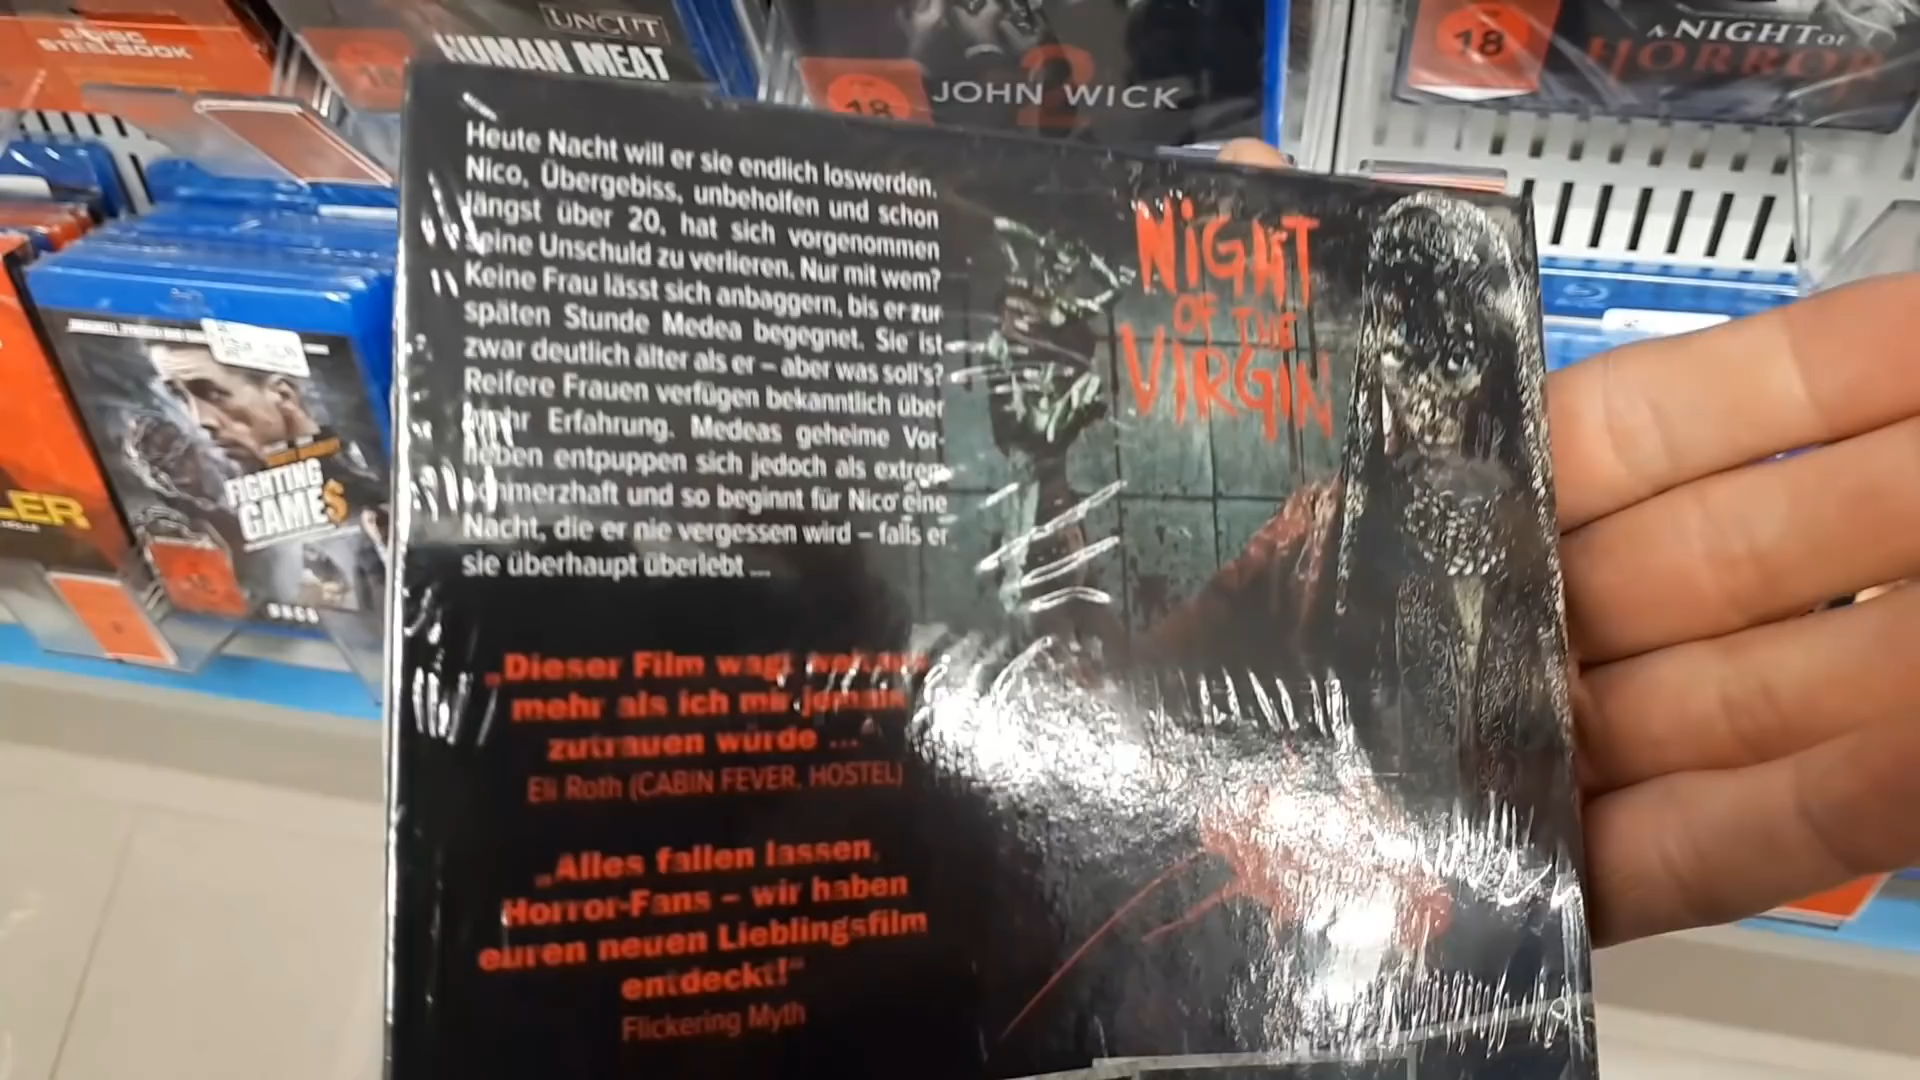 2-DISC
STEELBOOK
UNCUT
HUMAN MEAT
18
JOHN WICK
2
18
A NIGHT OF
HORROR
18
Heute Nacht will er sie endlich loswerden.
Nico, Übergebiss, unbeholfen und schon
längst über 20, hat sich vorgenommen
seine Unschuld zu verlieren. Nur mit wem?
Keine Frau lässt sich anbaggern, bis er zur
späten Stunde Medea begegnet. Sie ist
zwar deutlich älter als er – aber was soll's?
Reifere Frauen verfügen bekanntlich über
mehr Erfahrung. Medeas geheime Vor-
lieben entpuppen sich jedoch als extrem
schmerzhaft und so beginnt für Nico eine
Nacht, die er nie vergessen wird – falls er
sie überhaupt überlebt ...
NIGHT
OF THE
VIRGIN
„Dieser Film wagt
mehr als ich mir jemals
zutrauen würde ...“
Eli Roth (CABIN FEVER, HOSTEL)
„Alles fallen lassen,
Horror-Fans – wir haben
euren neuen Lieblingsfilm
entdeckt!“
Flickering Myth
FIGHTING
GAME$
LER